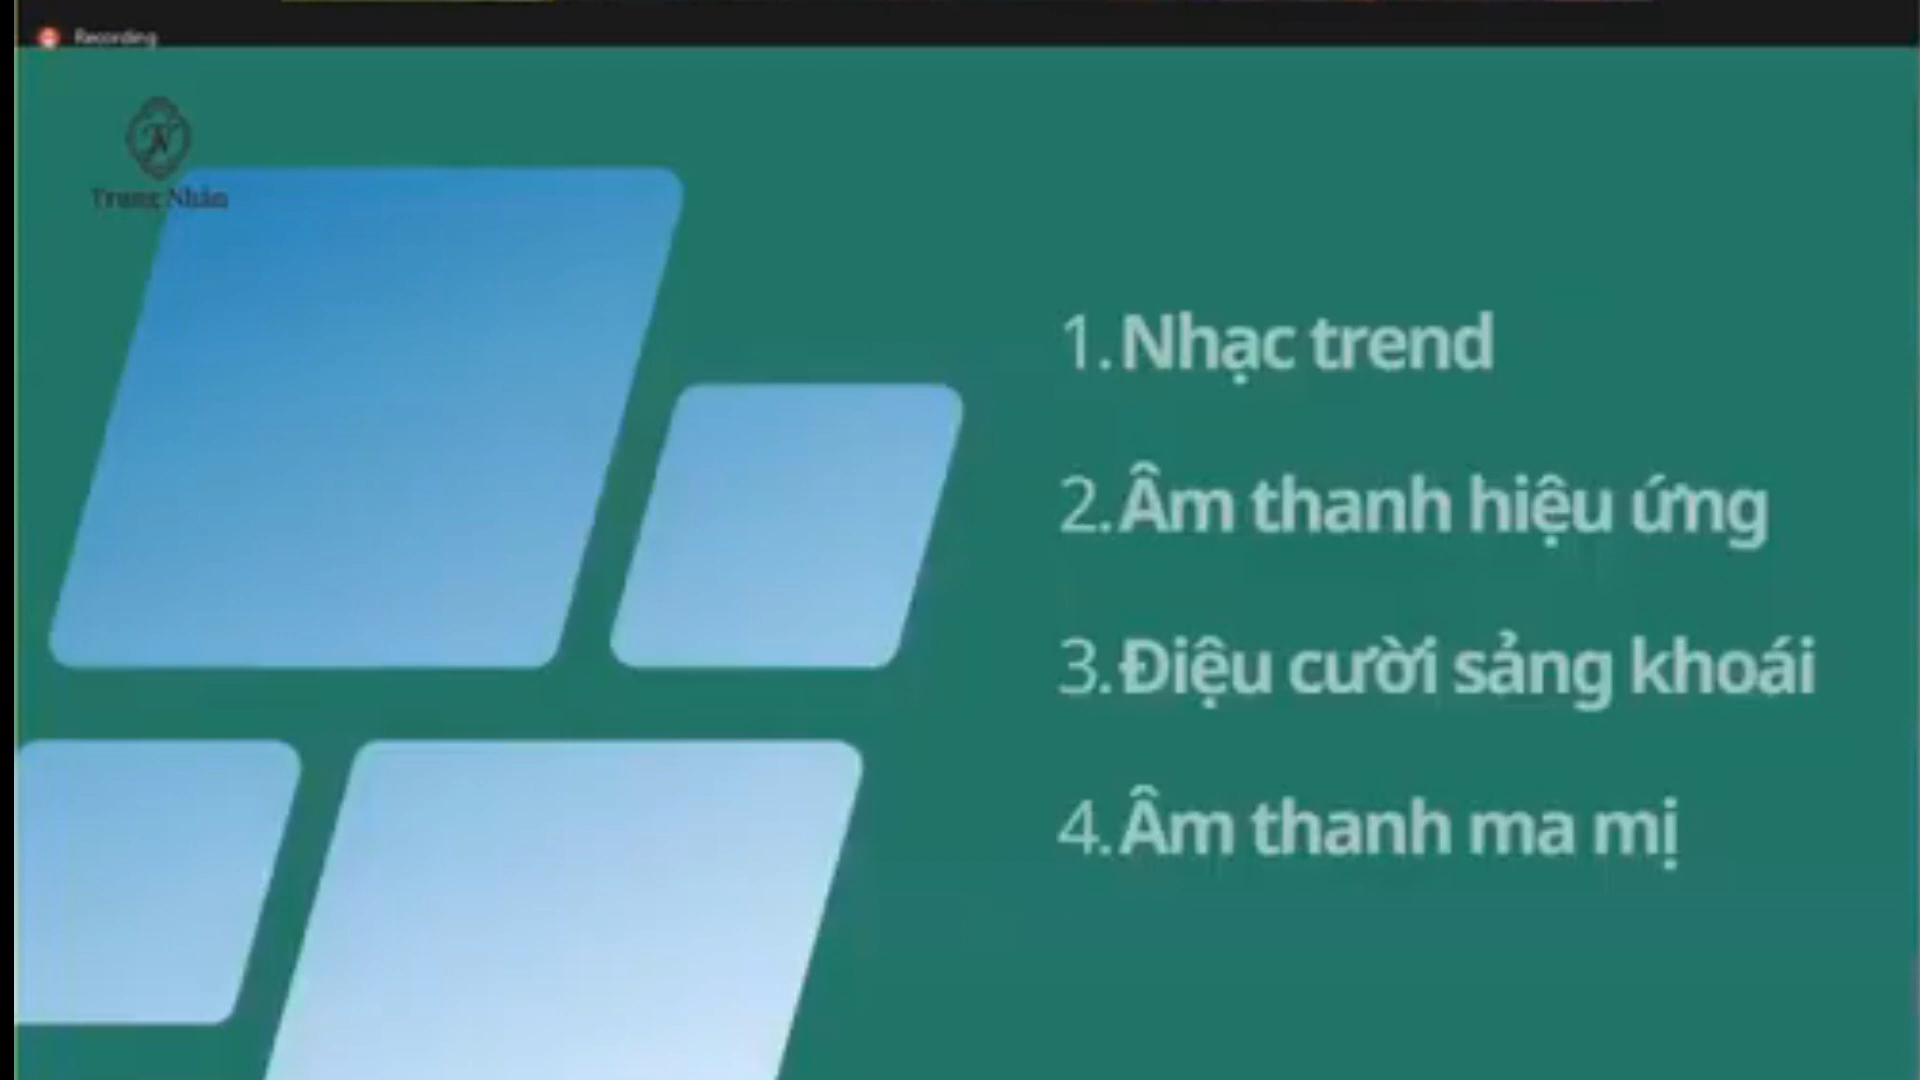 Recording
Trung Nhân
1. Nhạc trend
2. Âm thanh hiệu ứng
3. Điệu cười sảng khoái
4. Âm thanh ma mị